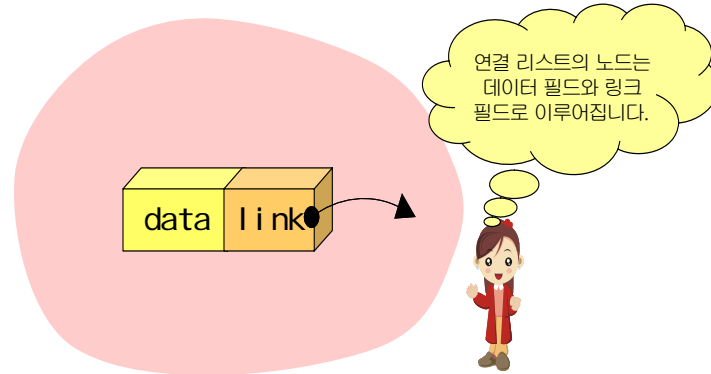 연결 리스트의 노드는
데이터 필드와 링크
필드로 이루어집니다.
data link